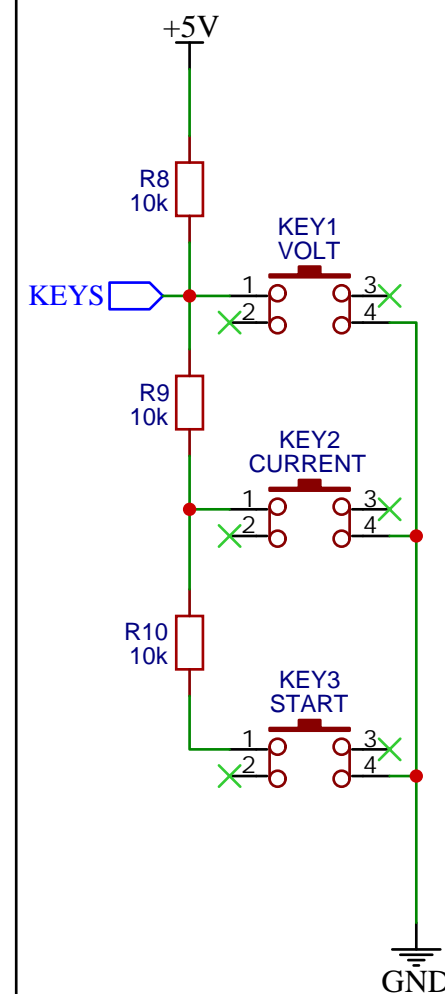 +5V
R8
10k
KEY1
VOLT
KEYS
1
3
2
4
R9
10k
KEY2
CURRENT
1
3
2
4
R10
10k
KEY3
START
1
3
2
4
GND